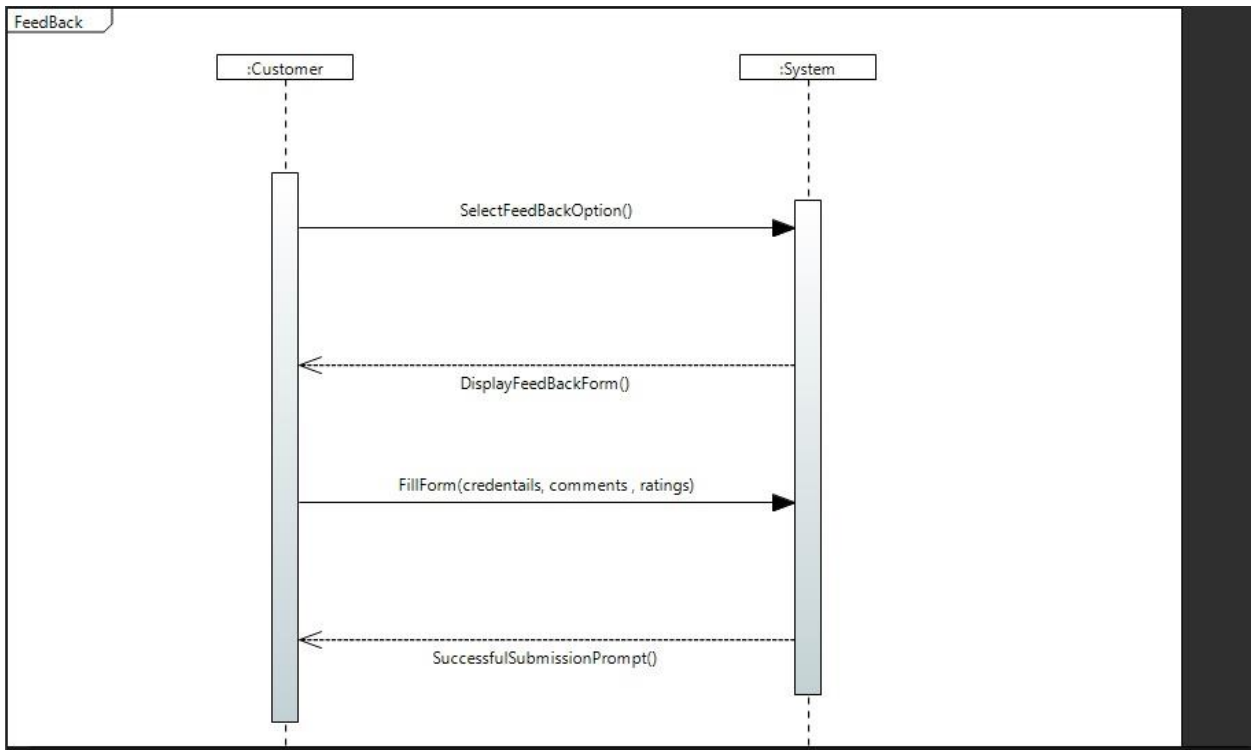 FeedBack
:Customer
:System
SelectFeedBackOption()
DisplayFeedBackForm()
FillForm(credentails, comments , ratings)
SuccessfulSubmissionPrompt()